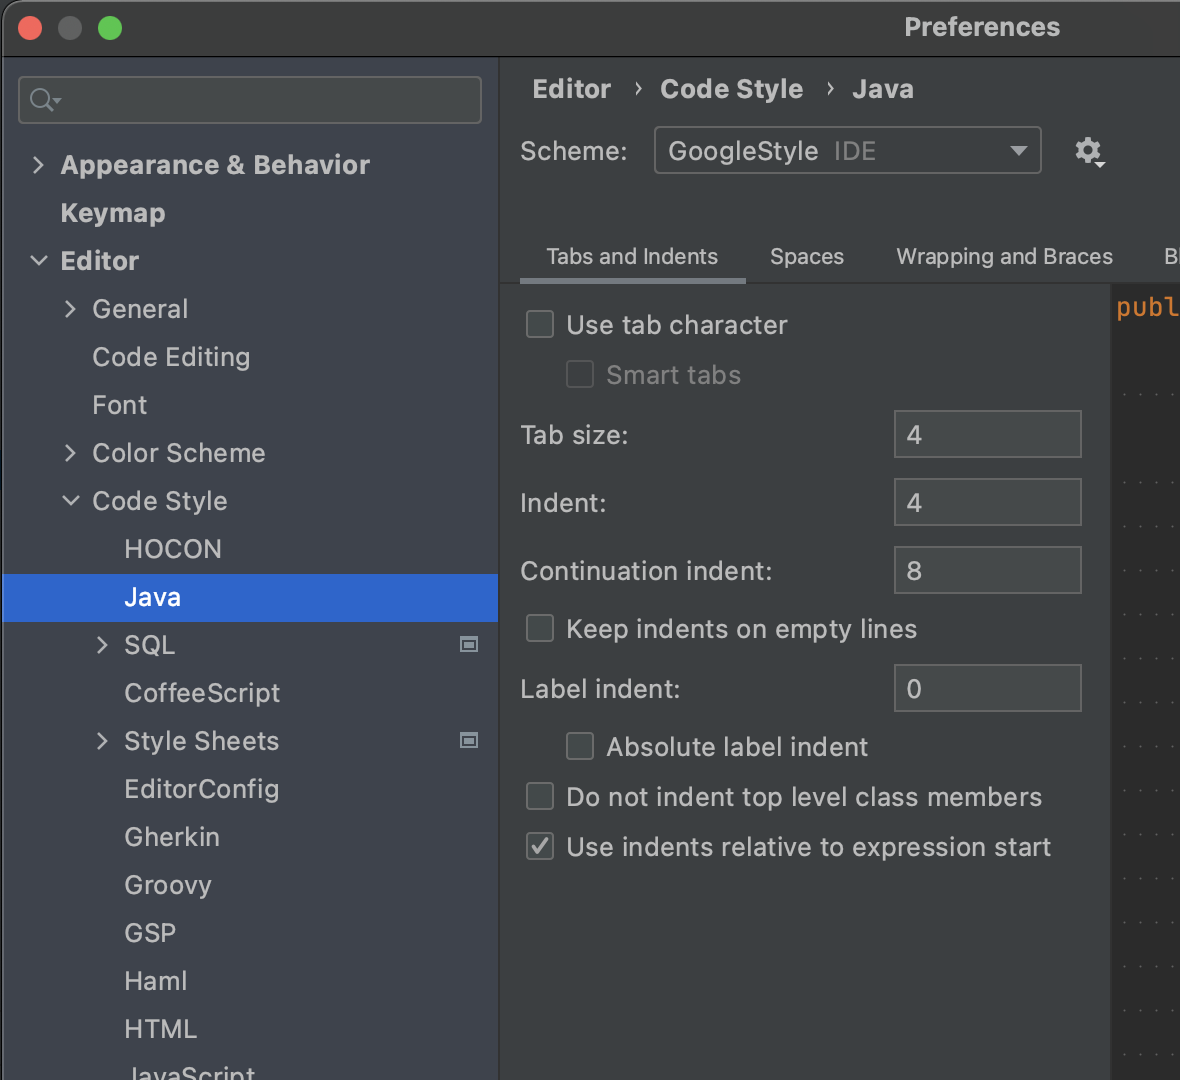 Preferences
Appearance & Behavior
Keymap
Editor
General
Code Editing
Font
Color Scheme
Code Style
HOCON
Java
SQL
CoffeeScript
Style Sheets
EditorConfig
Gherkin
Groovy
GSP
Haml
HTML
JavaScript
Editor › Code Style › Java
Scheme: GoogleStyle IDE
Tabs and Indents Spaces Wrapping and Braces Bl
Use tab character
Smart tabs
Tab size: 4
Indent: 4
Continuation indent: 8
Keep indents on empty lines
Label indent: 0
Absolute label indent
Do not indent top level class members
Use indents relative to expression start
publ